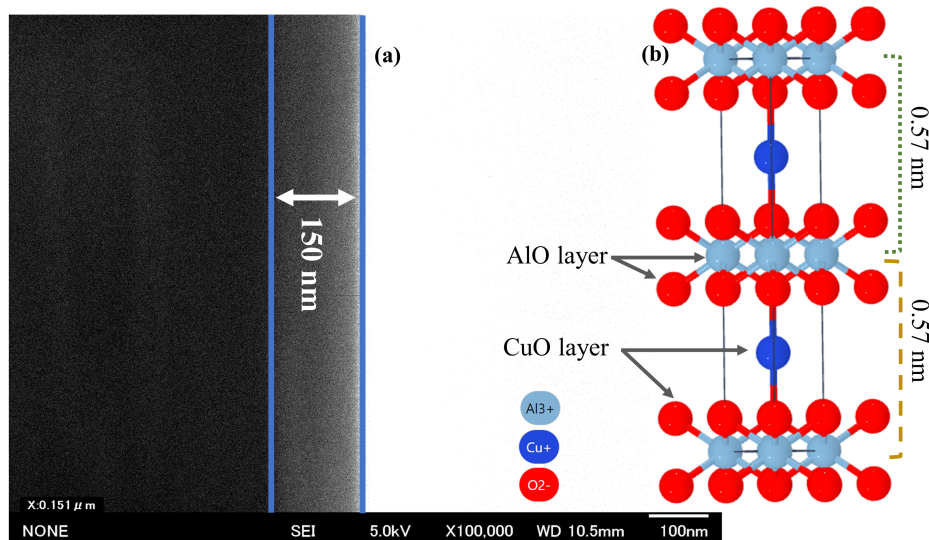 (a)
150 nm
X:0.151 μm
NONE SEI 5.0kV X100,000 WD 10.5mm 100nm
(b)
0.57 nm
AlO layer
0.57 nm
CuO layer
Al3+
Cu+
O2-